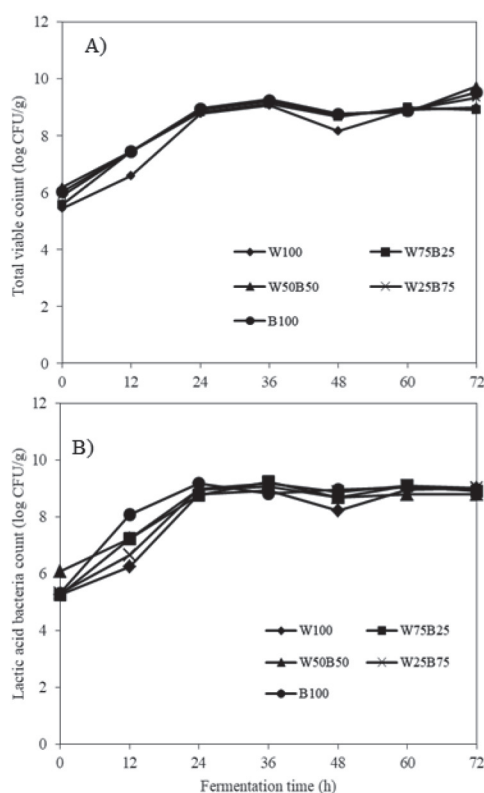 A)
12
10
8
6
4
2
0
Total viable coiunt (log CFU/g)
W100 W75B25
W50B50 W25B75
B100
0 12 24 36 48 60 72
B)
12
10
8
6
4
2
0
Lactic acid bacteria count (log CFU/g)
W100 W75B25
W50B50 W25B75
B100
0 12 24 36 48 60 72
Fermentation time (h)